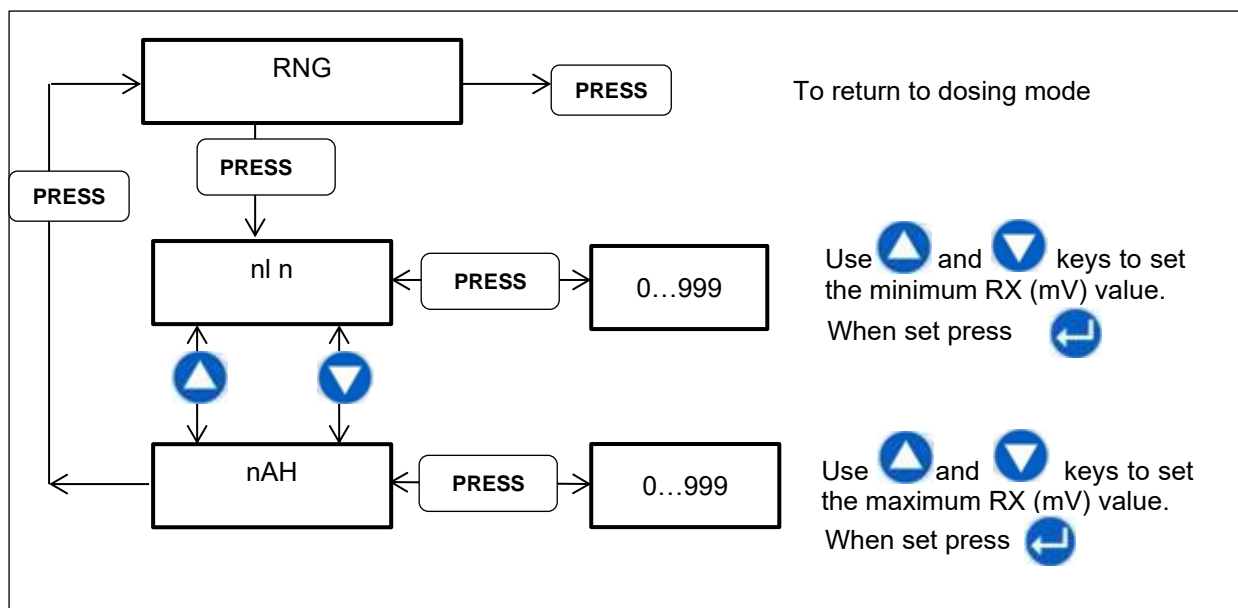 RNG
PRESS
To return to dosing mode
PRESS
PRESS
nI n
PRESS
0…999
Use and keys to set
the minimum RX (mV) value.
When set press
nAH
PRESS
0…999
Use and keys to set
the maximum RX (mV) value.
When set press